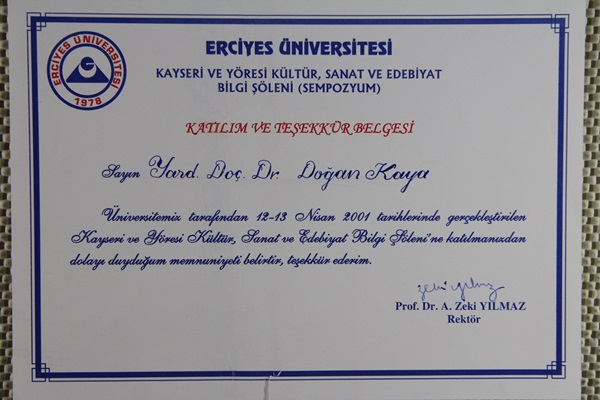 ERCİYES ÜNİVERSİTESİ
1978
ERCİYES ÜNİVERSİTESİ
KAYSERİ VE YÖRESİ KÜLTÜR, SANAT VE EDEBİYAT
BİLGİ ŞÖLENİ (SEMPOZYUM)
KATILIM VE TEŞEKKÜR BELGESİ
Sayın Yard. Doç. Dr. Doğan Kaya
Üniversitemiz tarafından 12-13 Nisan 2001 tarihlerinde gerçekleştirilen
Kayseri ve Yöresi Kültür, Sanat ve Edebiyat Bilgi Şöleni'ne katılmanızdan
dolayı duyduğum memnuniyeti belirtir, teşekkür ederim.
Prof. Dr. A. Zeki YILMAZ
Rektör